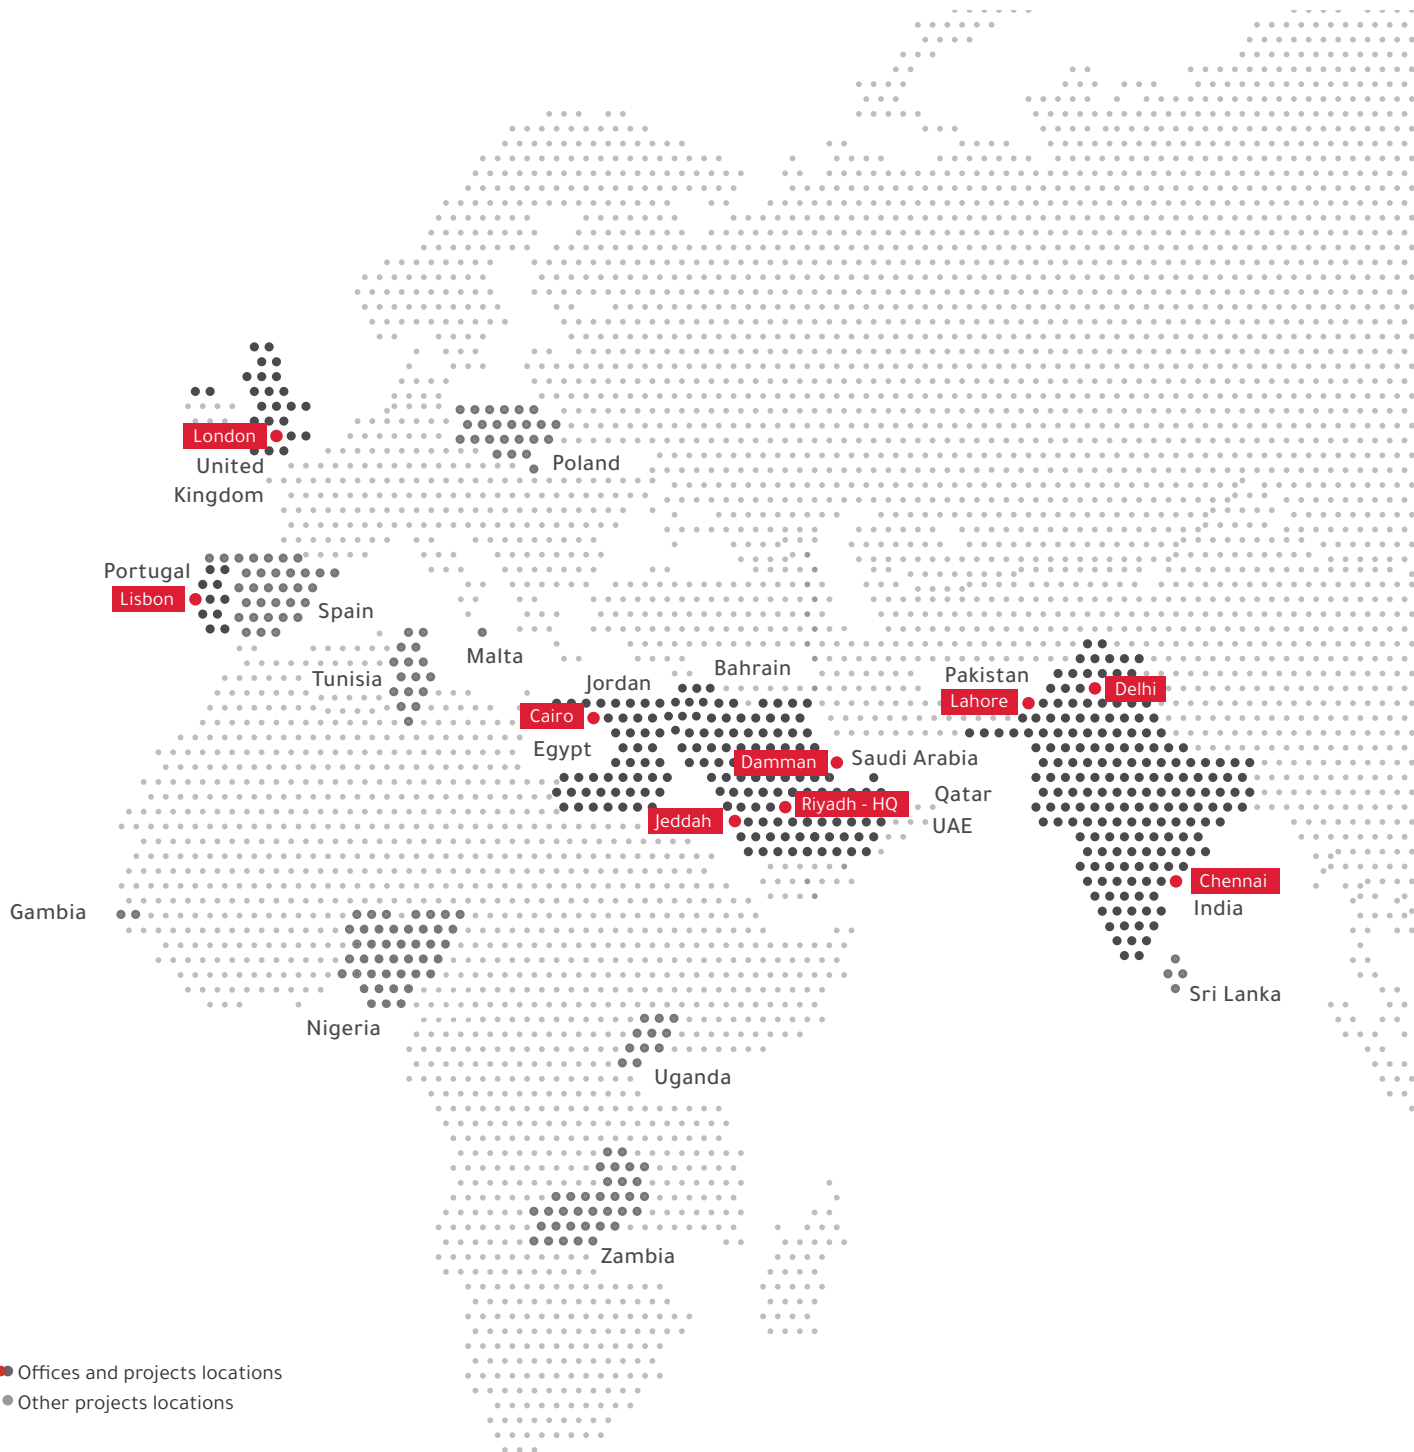 London
United
Kingdom
Poland
Portugal
Lisbon
Spain
Malta
Tunisia
Bahrain
Jordan
Pakistan
Cairo
Lahore
Delhi
Egypt
Damman
Saudi Arabia
Qatar
Riyadh - HQ
Jeddah
UAE
Chennai
India
Gambia
Sri Lanka
Nigeria
Uganda
Zambia
Offices and projects locations
Other projects locations